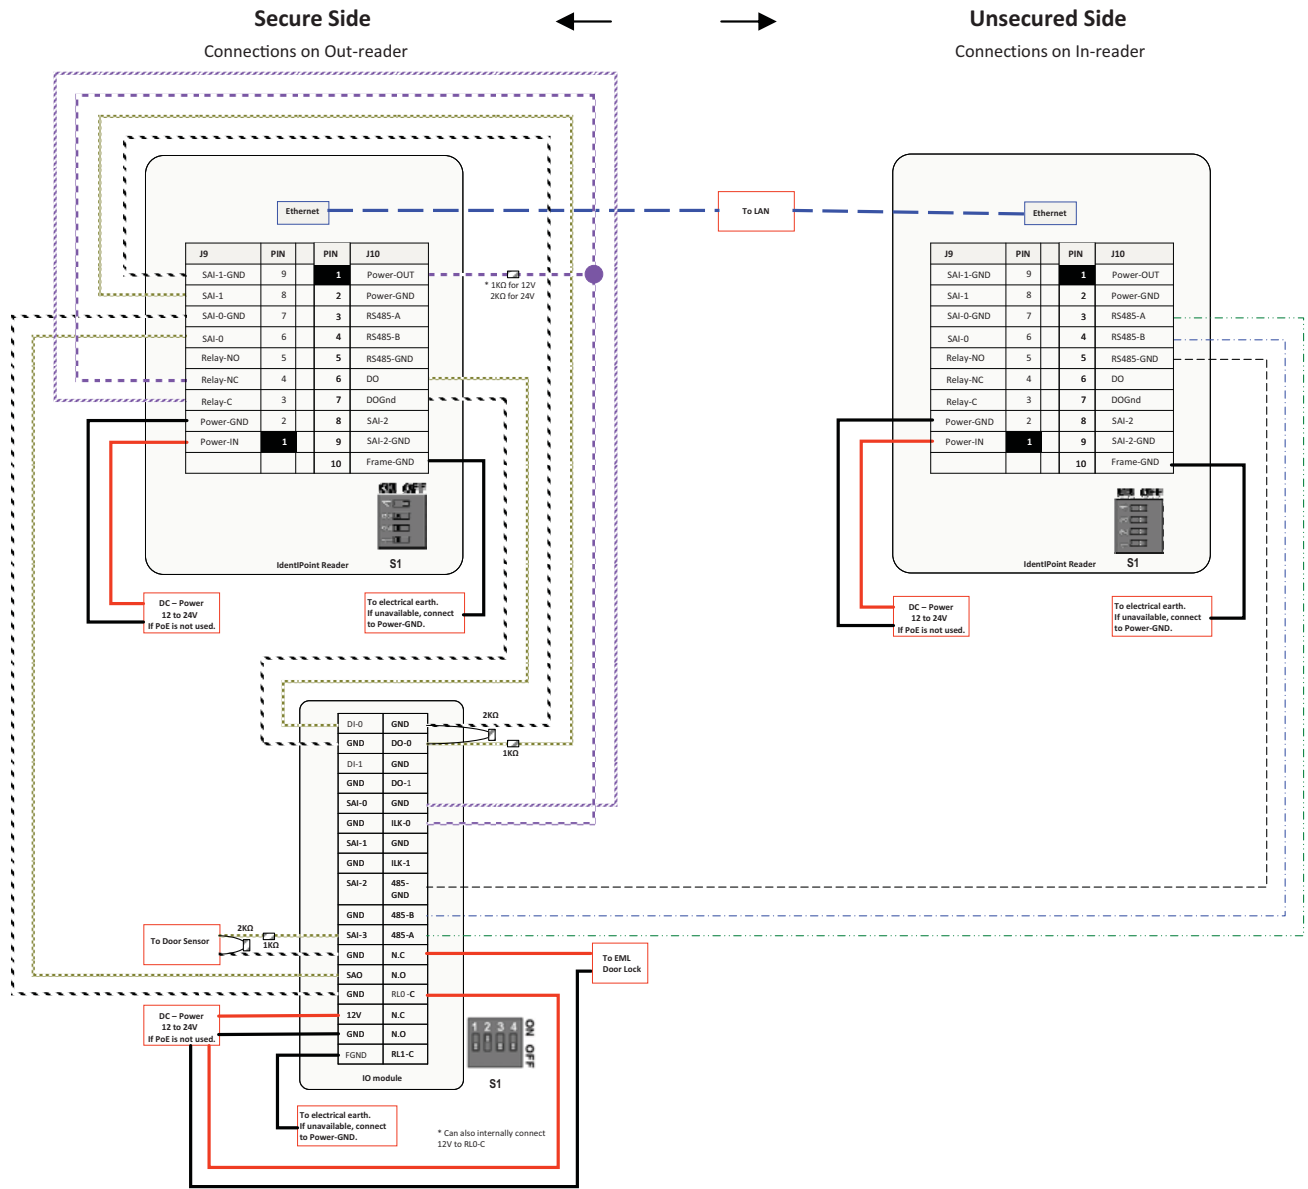 Secure Side
Unsecured Side
Connections on Out-reader
Connections on In-reader
Ethernet
To LAN
Ethernet
J9 PIN PIN J10
SAI-1-GND 9 1 Power-OUT
SAI-1 8 2 Power-GND
SAI-0-GND 7 3 RS485-A
SAI-0 6 4 RS485-B
Relay-NO 5 5 RS485-GND
Relay-NC 4 6 DO
Relay-C 3 7 DOGnd
Power-GND 2 8 SAI-2
Power-IN 1 9 SAI-2-GND
10 Frame-GND
* 1KΩ for 12V
2KΩ for 24V
ON OFF
S1
IdentIPoint Reader
DC – Power
12 to 24V
If PoE is not used.
To electrical earth.
If unavailable, connect
to Power-GND.
J9 PIN PIN J10
SAI-1-GND 9 1 Power-OUT
SAI-1 8 2 Power-GND
SAI-0-GND 7 3 RS485-A
SAI-0 6 4 RS485-B
Relay-NO 5 5 RS485-GND
Relay-NC 4 6 DO
Relay-C 3 7 DOGnd
Power-GND 2 8 SAI-2
Power-IN 1 9 SAI-2-GND
10 Frame-GND
OFF
S1
IdentIPoint Reader
DC – Power
12 to 24V
If PoE is not used.
To electrical earth.
If unavailable, connect
to Power-GND.
DI-0 GND
GND DO-0
DI-1 GND
GND DO-1
SAI-0 GND
GND ILK-0
SAI-1 GND
GND ILK-1
SAI-2 485-
GND
GND 485-B
SAI-3 485-A
GND N.C
SAO N.O
GND RL0-C
12V N.C
GND N.O
FGND RL1-C
IO module
2KΩ
1KΩ
To Door Sensor
2KΩ
1KΩ
To EML
Door Lock
DC – Power
12 to 24V
If PoE is not used.
1 2 3 4
ON OFF
S1
To electrical earth.
If unavailable, connect
to Power-GND.
* Can also internally connect
12V to RL0-C